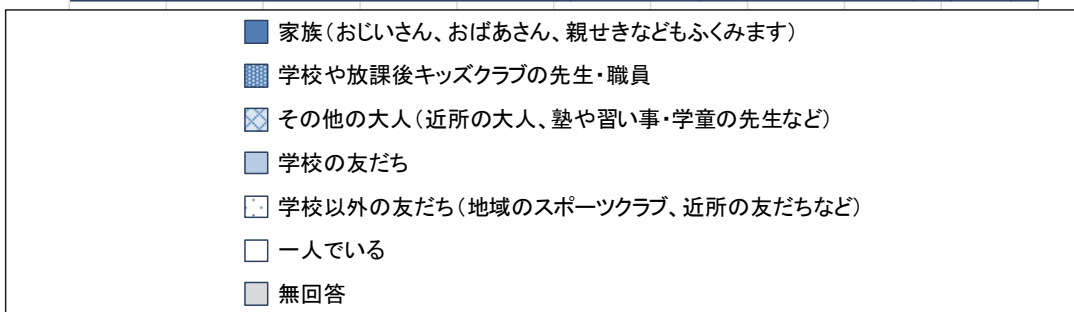 家族(おじいさん、おばあさん、親せきなどもふくみます)
学校や放課後キッズクラブの先生・職員
その他の大人(近所の大人、塾や習い事・学童の先生など)
学校の友だち
学校以外の友だち(地域のスポーツクラブ、近所の友だちなど)
一人でいる
無回答